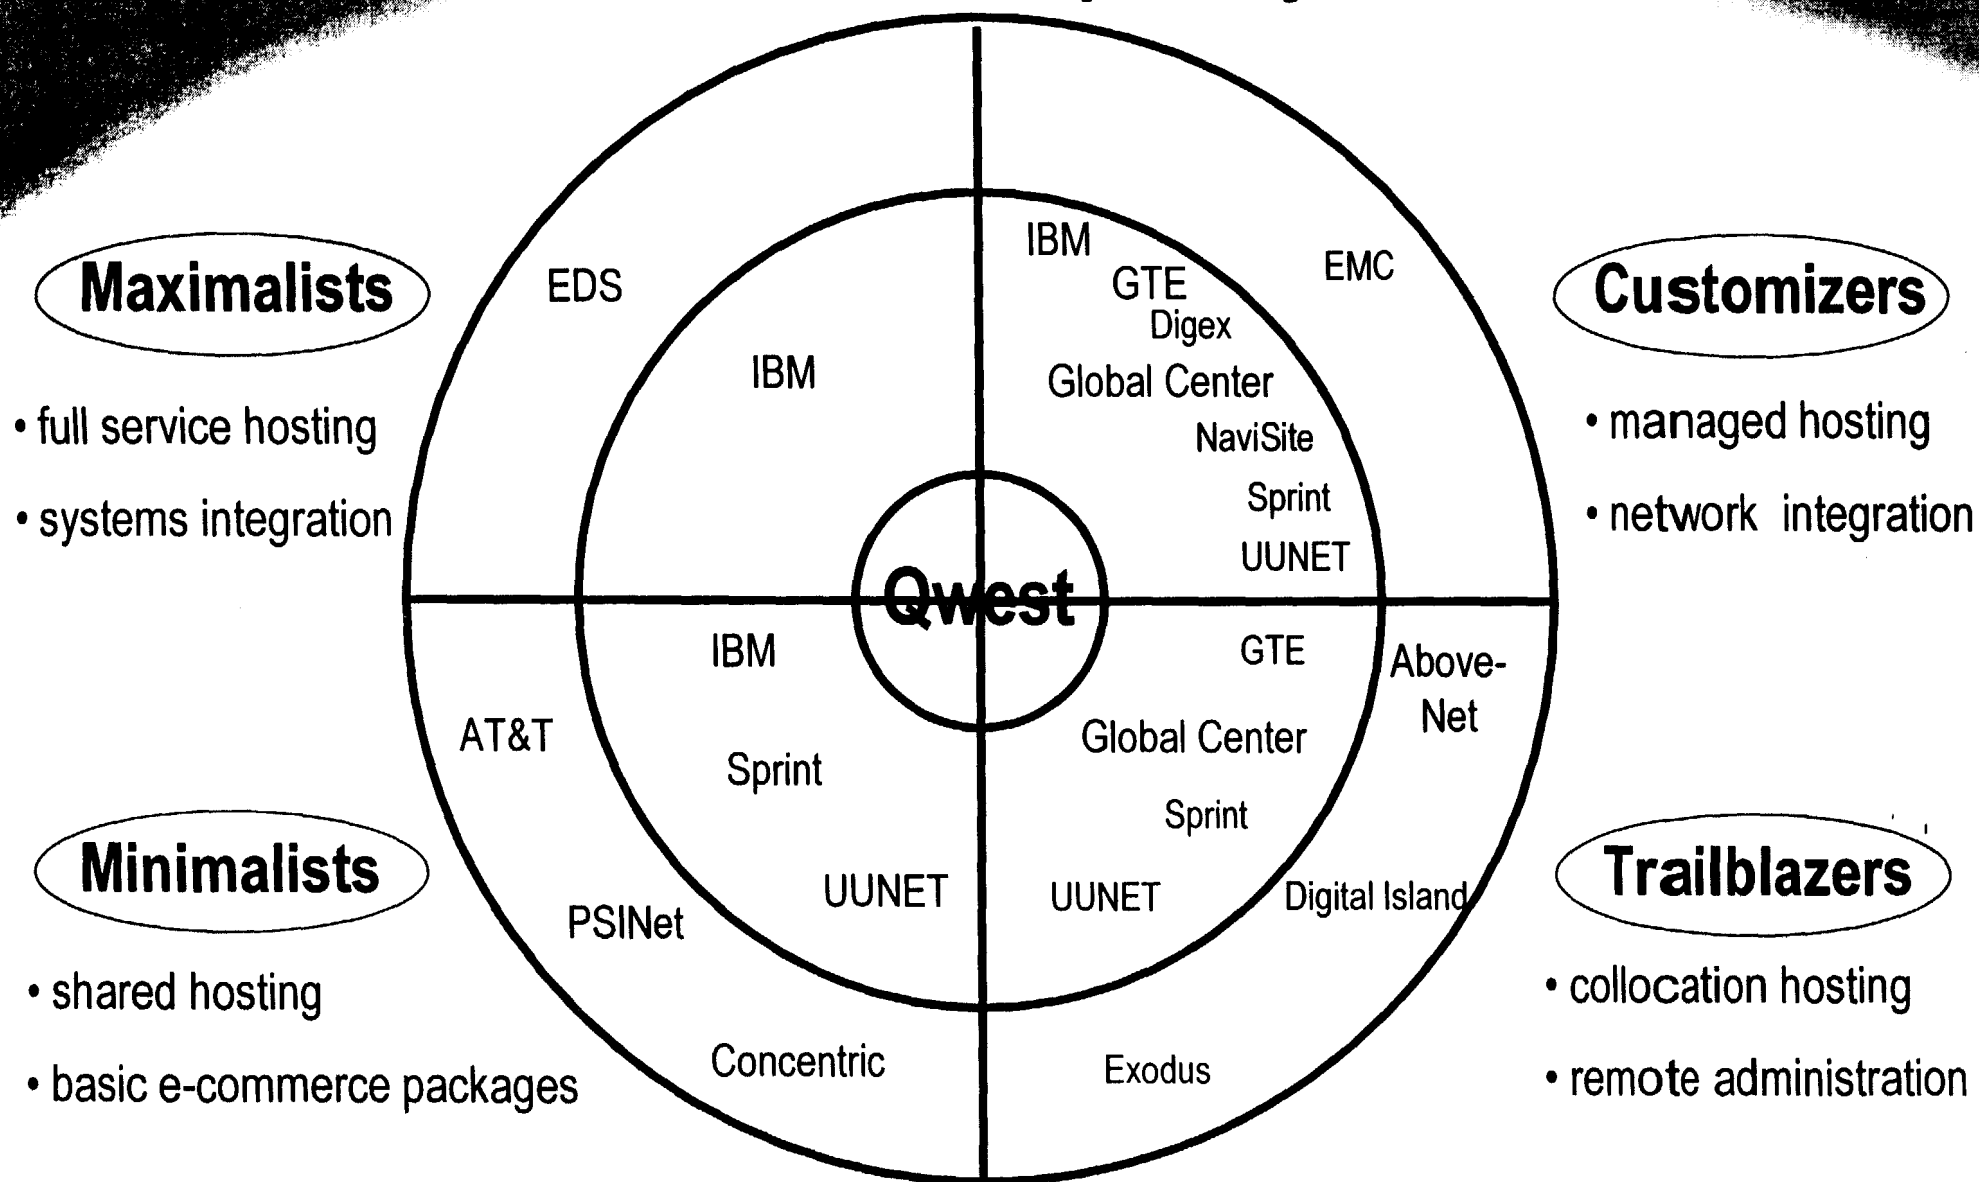 Maximalists
• full service hosting
• systems integration
Customizers
• managed hosting
• network integration
EDS
IBM
IBM
GTE
Digex
Global Center
NaviSite
Sprint
UUNET
EMC
Qwest
IBM
Sprint
UUNET
AT&T
PSINet
Concentric
GTE
Global Center
Sprint
UUNET
Above-
Net
Digital Island
Exodus
Minimalists
• shared hosting
• basic e-commerce packages
Trailblazers
• collocation hosting
• remote administration